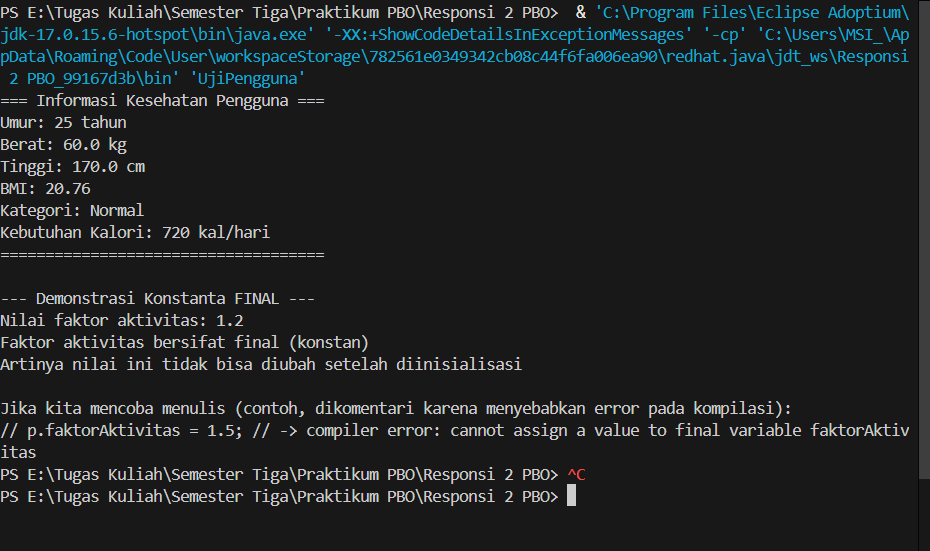 PS E:\Tugas Kuliah\Semester Tiga\Praktikum PBO\Responsi 2 PBO>  & 'C:\Program Files\Eclipse Adoptium\
jdk-17.0.15.6-hotspot\bin\java.exe' '-XX:+ShowCodeDetailsInExceptionMessages' '-cp' 'C:\Users\MSI_\Ap
pData\Roaming\Code\User\workspaceStorage\782561e0349342cb08c44f6fa006ea90\redhat.java\jdt_ws\Responsi
 2 PBO_99167d3b\bin' 'UjiPengguna'
=== Informasi Kesehatan Pengguna ===
Umur: 25 tahun
Berat: 60.0 kg
Tinggi: 170.0 cm
BMI: 20.76
Kategori: Normal
Kebutuhan Kalori: 720 kal/hari
====================================
--- Demonstrasi Konstanta FINAL ---
Nilai faktor aktivitas: 1.2
Faktor aktivitas bersifat final (konstan)
Artinya nilai ini tidak bisa diubah setelah diinisialisasi
Jika kita mencoba menulis (contoh, dikomentari karena menyebabkan error pada kompilasi):
// p.faktorAktivitas = 1.5; // -> compiler error: cannot assign a value to final variable faktorAktiv
itas
PS E:\Tugas Kuliah\Semester Tiga\Praktikum PBO\Responsi 2 PBO> ^C
PS E:\Tugas Kuliah\Semester Tiga\Praktikum PBO\Responsi 2 PBO>